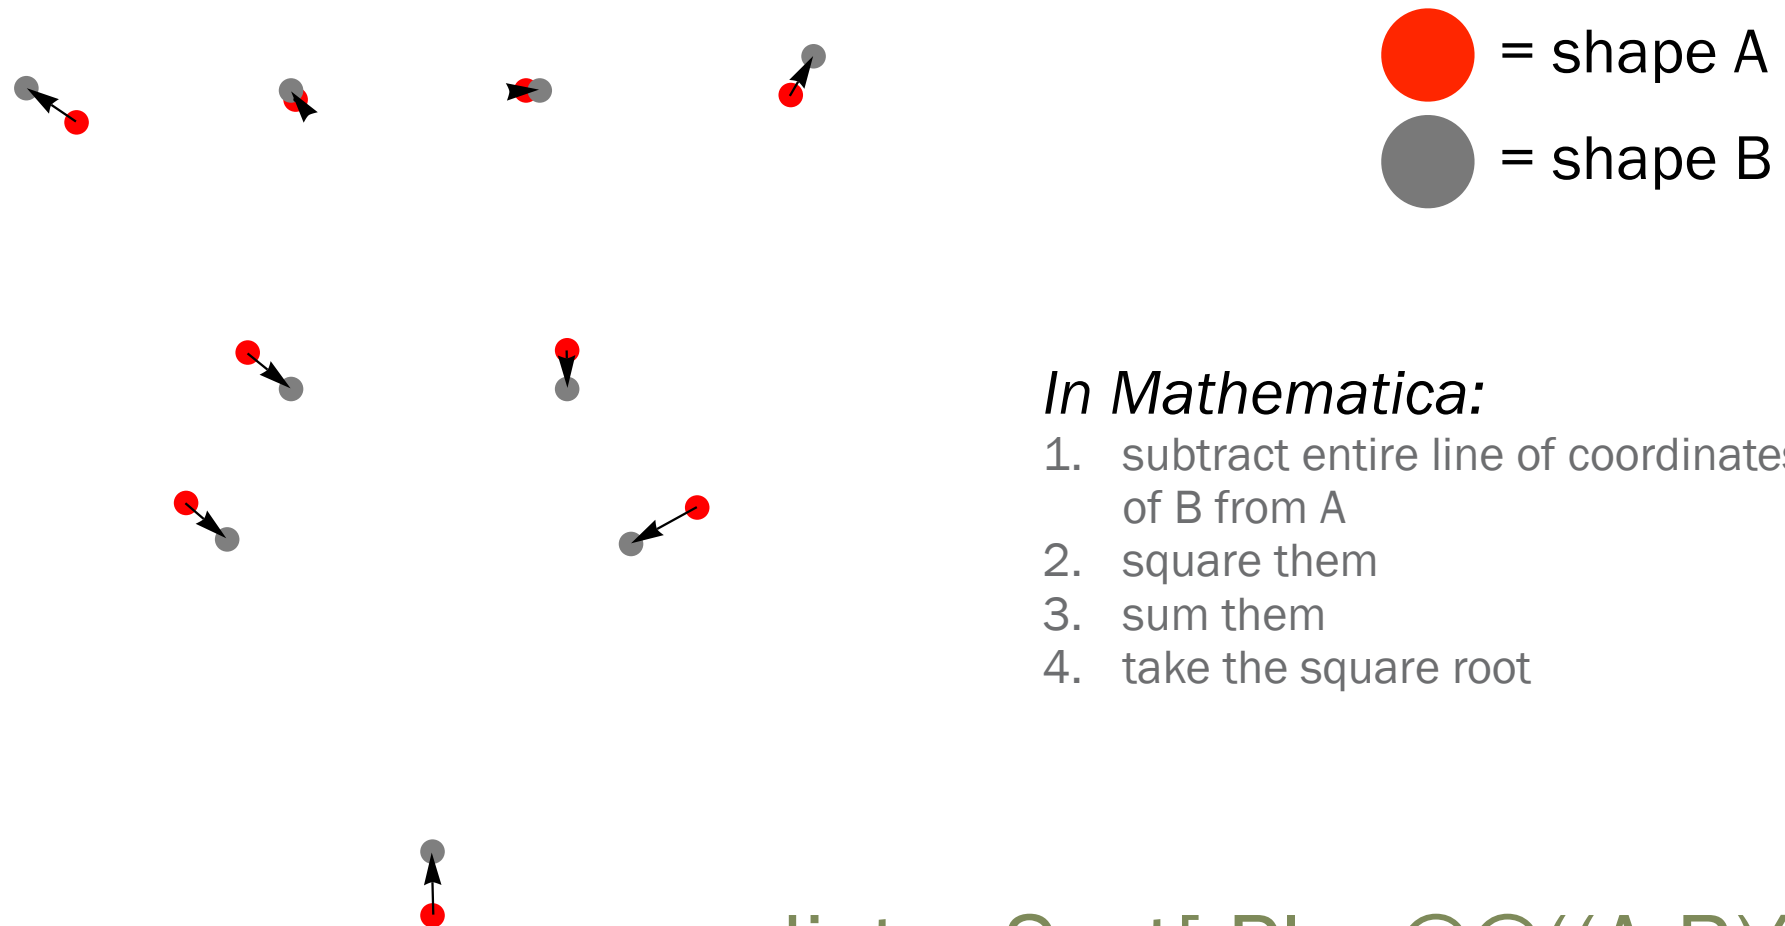 = shape A
= shape B
In Mathematica:
1. subtract entire line of coordinates
of B from A
2. square them
3. sum them
4. take the square root